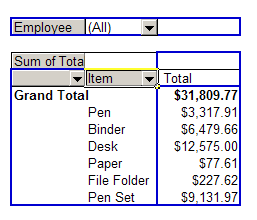 Employee (All)
Sum of Tota
Item Total
Grand Total $31,809.77
Pen $3,317.91
Binder $6,479.66
Desk $12,575.00
Paper $77.61
File Folder $227.62
Pen Set $9,131.97